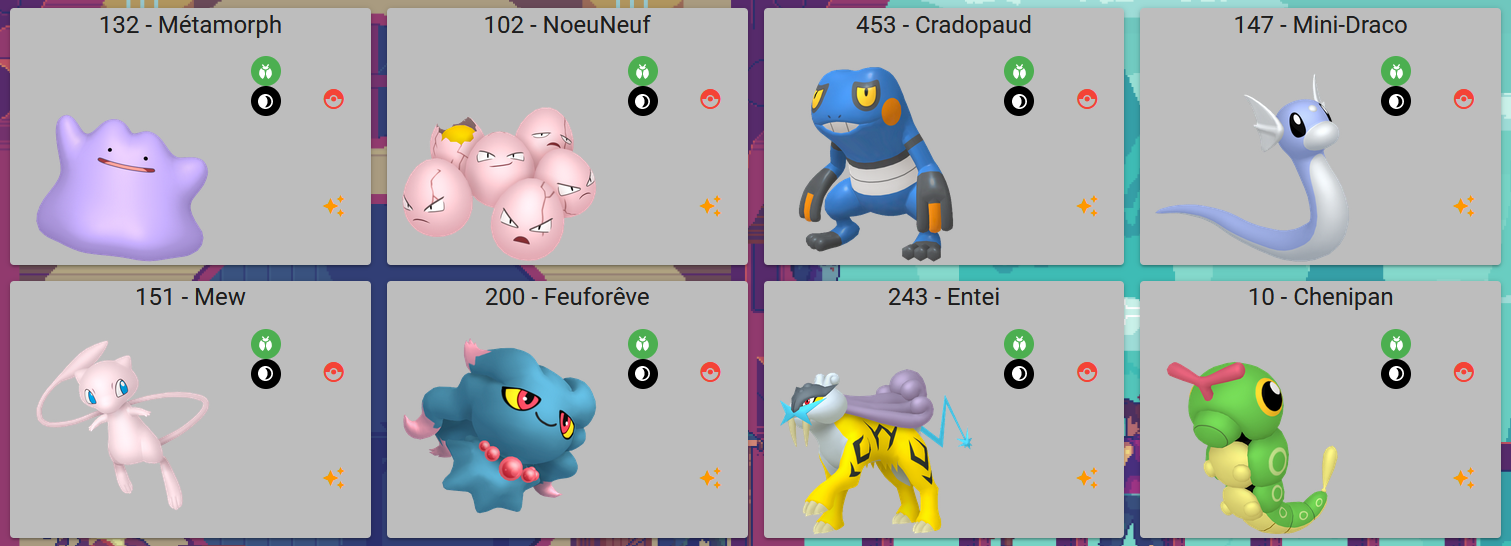 132 - Métamorph
102 - NoeuNeuf
453 - Cradopaud
147 - Mini-Draco
151 - Mew
200 - Feuforêve
243 - Entei
10 - Chenipan